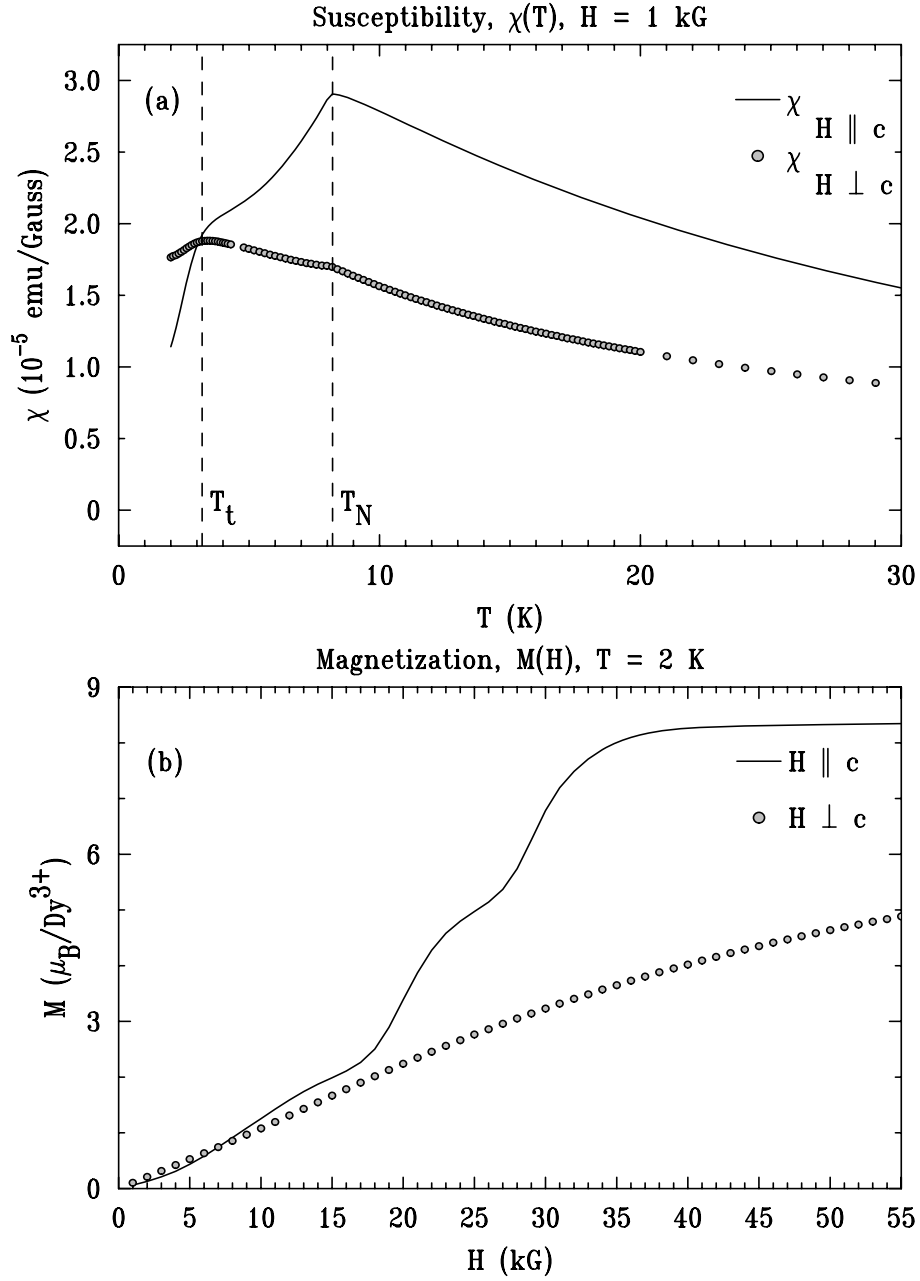 Susceptibility, χ(T), H = 1 kG
(a)
χ H ∥ c
χ H ⊥ c
3.0
2.5
2.0
1.5
1.0
0.5
0
χ (10⁻⁵ emu/Gauss)
T_t
T_N
0 10 20 30
T (K)
Magnetization, M(H), T = 2 K
(b)
H ∥ c
H ⊥ c
9
6
3
0
M (μ_B/Dy³⁺)
0 5 10 15 20 25 30 35 40 45 50 55
H (kG)